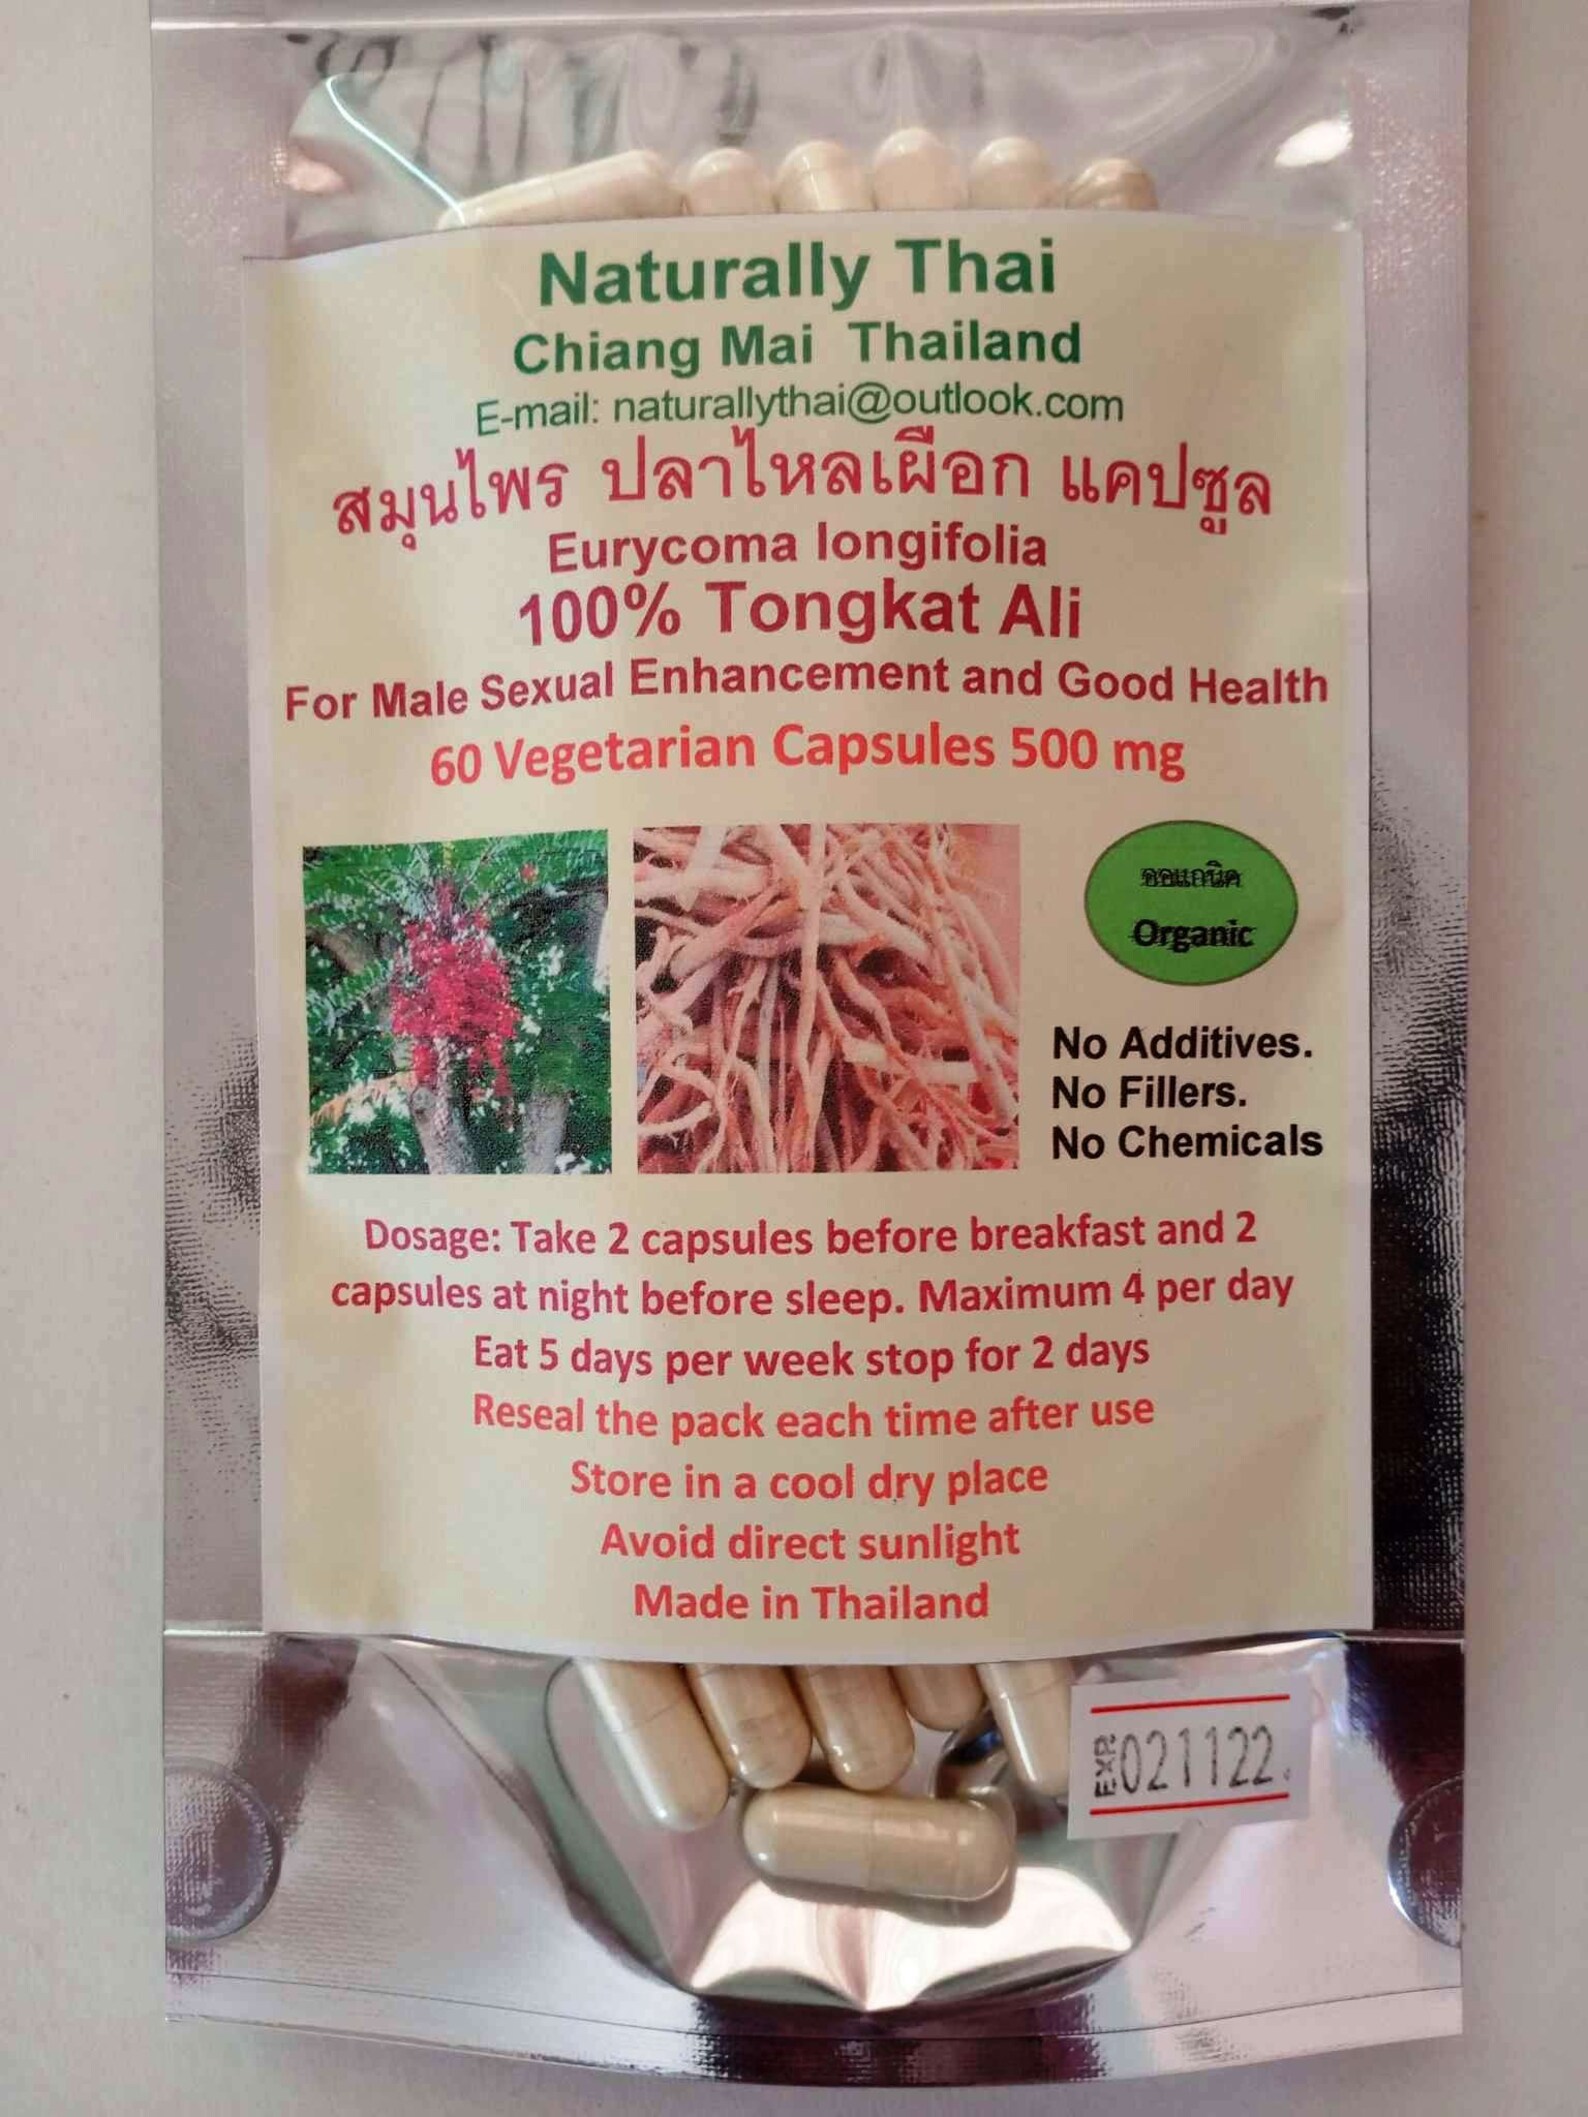 Naturally Thai
Chiang Mai Thailand
E-mail: naturallythai@outlook.com
สมุนไพร ปลาไหลเผือก แคปซูล
Eurycoma longifolia
100% Tongkat Ali
For Male Sexual Enhancement and Good Health
60 Vegetarian Capsules 500 mg
ออแกนิค
Organic
No Additives.
No Fillers.
No Chemicals
Dosage: Take 2 capsules before breakfast and 2
capsules at night before sleep. Maximum 4 per day
Eat 5 days per week stop for 2 days
Reseal the pack each time after use
Store in a cool dry place
Avoid direct sunlight
Made in Thailand
EXP. 021122